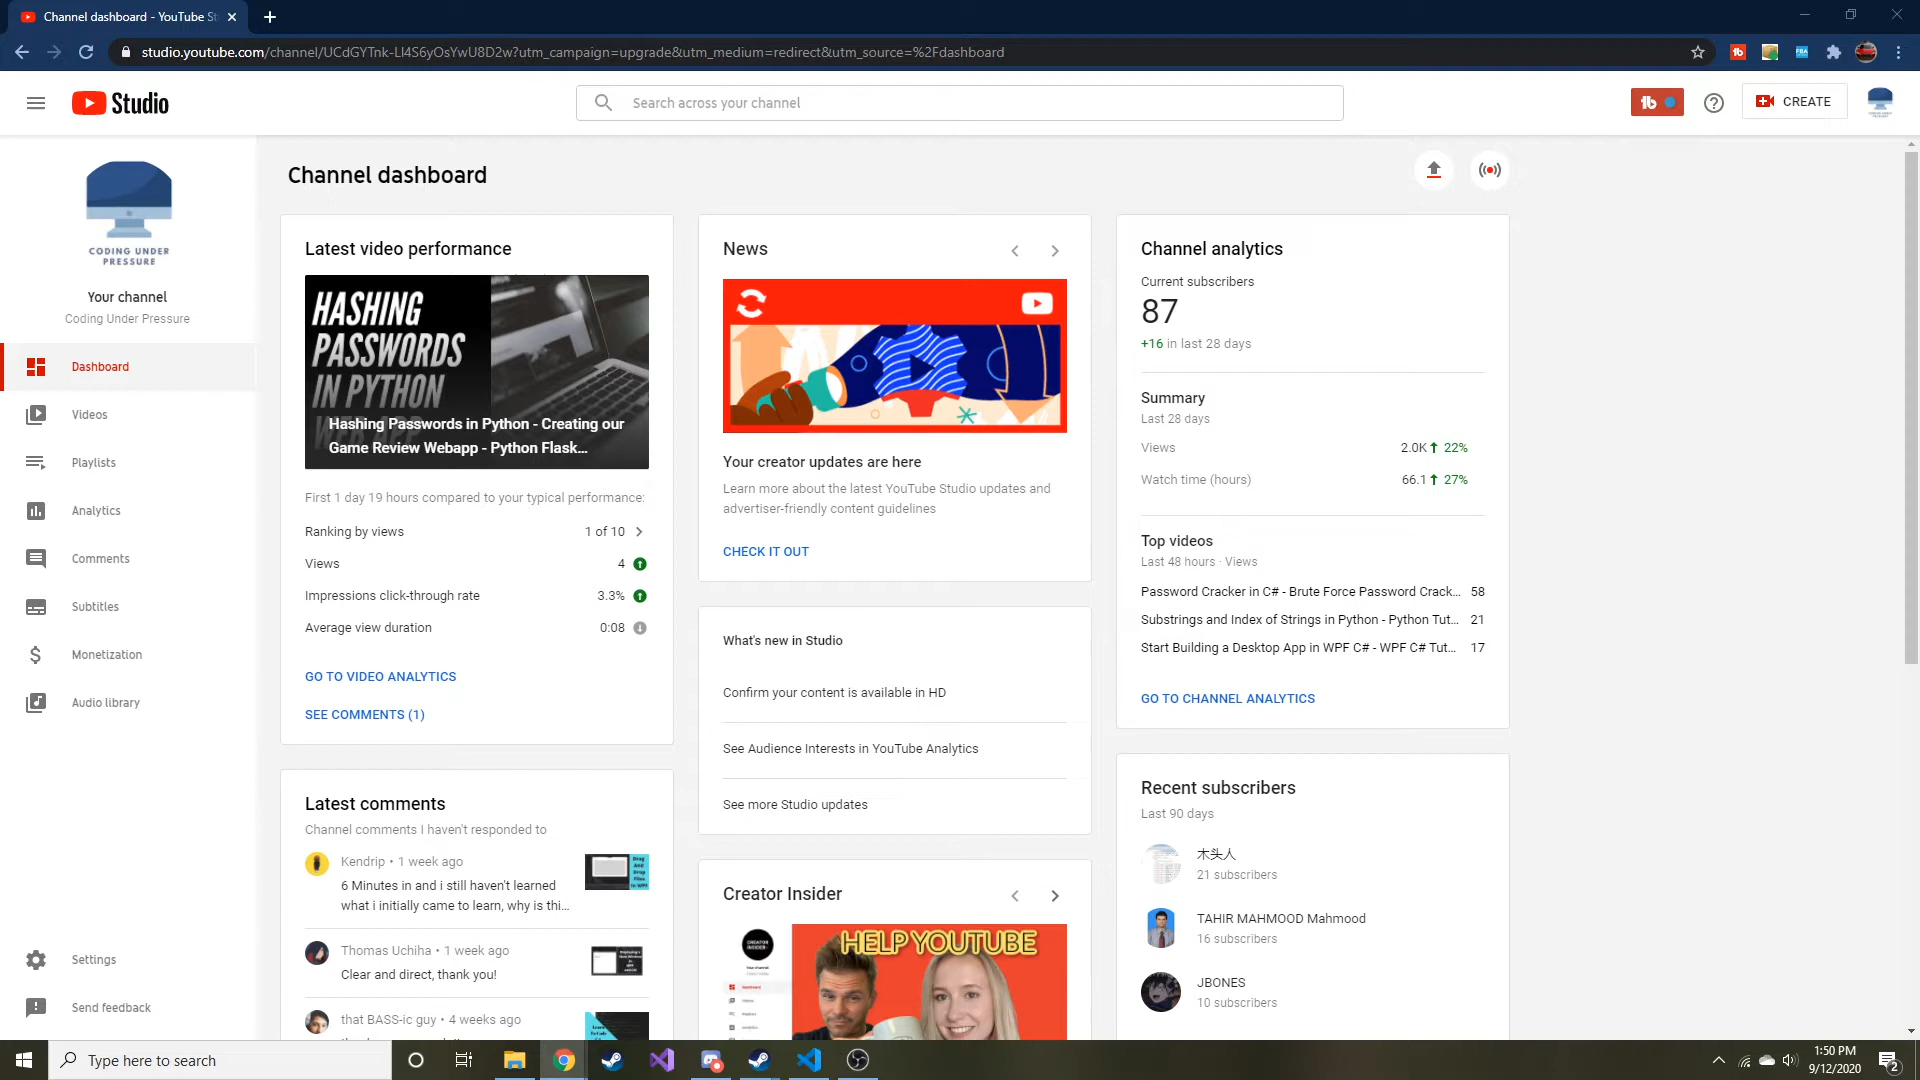 Channel dashboard - YouTube St
studio.youtube.com/channel/UCdGYTnk-LI4S6yOsYwU8D2w?utm_campaign=upgrade&utm_medium=redirect&utm_source=%2Fdashboard
Studio
Search across your channel
CREATE
CODING UNDER
PRESSURE
Your channel
Coding Under Pressure
Dashboard
Videos
Playlists
Analytics
Comments
Subtitles
Monetization
Audio library
Settings
Send feedback
Channel dashboard
Latest video performance
HASHING
PASSWORDS
IN PYTHON
WEB APP
Hashing Passwords in Python - Creating our
Game Review Webapp - Python Flask...
First 1 day 19 hours compared to your typical performance:
Ranking by views 1 of 10
Views 4
Impressions click-through rate 3.3%
Average view duration 0:08
GO TO VIDEO ANALYTICS
SEE COMMENTS (1)
Latest comments
Channel comments I haven't responded to
Kendrip • 1 week ago
6 Minutes in and i still haven't learned
what i initially came to learn, why is thi...
Drag
And
Drop
Files
In WPF
Thomas Uchiha • 1 week ago
Clear and direct, thank you!
that BASS-ic guy • 4 weeks ago
News
Your creator updates are here
Learn more about the latest YouTube Studio updates and
advertiser-friendly content guidelines
CHECK IT OUT
What's new in Studio
Confirm your content is available in HD
See Audience Interests in YouTube Analytics
See more Studio updates
Creator Insider
CREATOR
INSIDER
HELP YOUTUBE
Channel analytics
Current subscribers
87
+16 in last 28 days
Summary
Last 28 days
Views 2.0K 22%
Watch time (hours) 66.1 27%
Top videos
Last 48 hours · Views
Password Cracker in C# - Brute Force Password Crack... 58
Substrings and Index of Strings in Python - Python Tut... 21
Start Building a Desktop App in WPF C# - WPF C# Tut... 17
GO TO CHANNEL ANALYTICS
Recent subscribers
Last 90 days
木头人
21 subscribers
TAHIR MAHMOOD Mahmood
16 subscribers
JBONES
10 subscribers
Type here to search
1:50 PM
9/12/2020
2